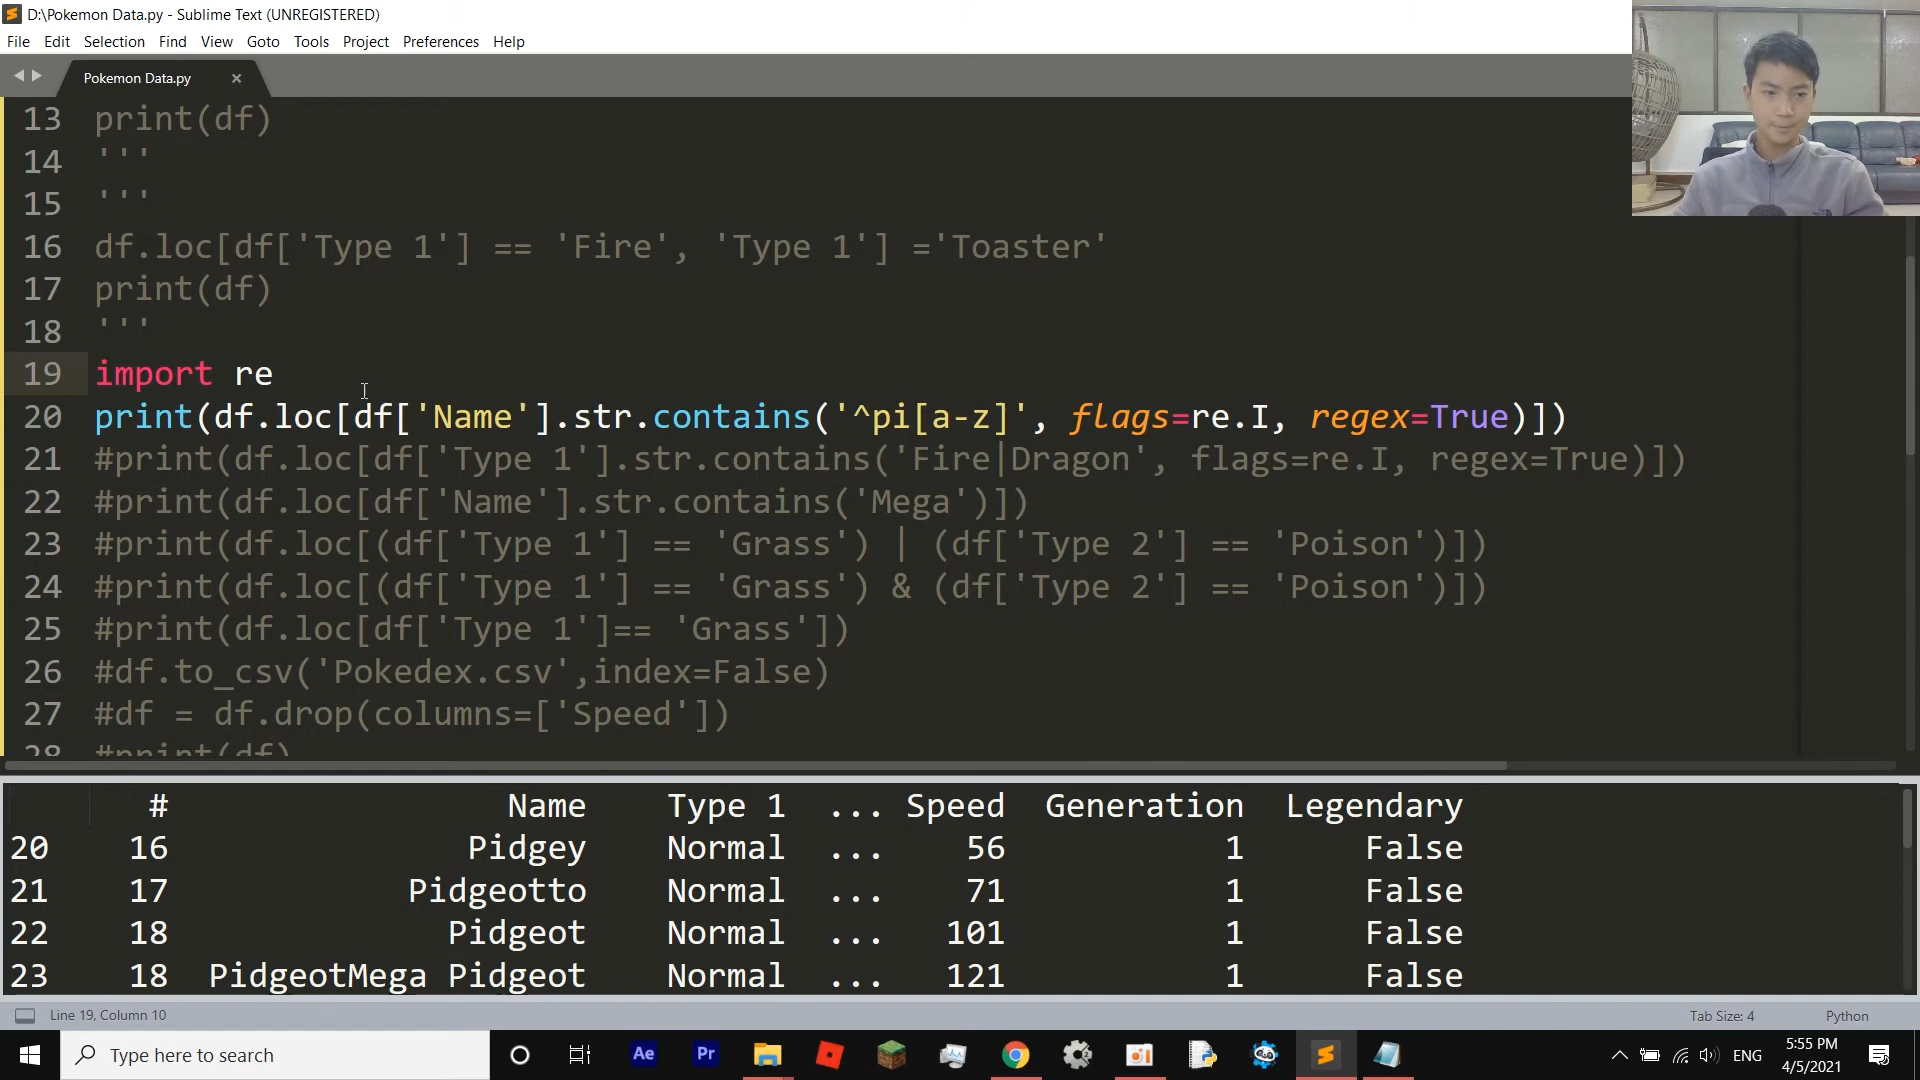 D:\Pokemon Data.py - Sublime Text (UNREGISTERED)
File Edit Selection Find View Goto Tools Project Preferences Help
Pokemon Data.py ×
13 print(df)
14 '''
15 '''
16 df.loc[df['Type 1'] == 'Fire', 'Type 1'] ='Toaster'
17 print(df)
18 '''
19 import re
20 print(df.loc[df['Name'].str.contains('^pi[a-z]', flags=re.I, regex=True)])
21 #print(df.loc[df['Type 1'].str.contains('Fire|Dragon', flags=re.I, regex=True)])
22 #print(df.loc[df['Name'].str.contains('Mega')])
23 #print(df.loc[(df['Type 1'] == 'Grass') | (df['Type 2'] == 'Poison')])
24 #print(df.loc[(df['Type 1'] == 'Grass') & (df['Type 2'] == 'Poison')])
25 #print(df.loc[df['Type 1']== 'Grass'])
26 #df.to_csv('Pokedex.csv',index=False)
27 #df = df.drop(columns=['Speed'])
28 #print(df)
# Name Type 1 ... Speed Generation Legendary
20 16 Pidgey Normal ... 56 1 False
21 17 Pidgeotto Normal ... 71 1 False
22 18 Pidgeot Normal ... 101 1 False
23 18 PidgeotMega Pidgeot Normal ... 121 1 False
Line 19, Column 10 Tab Size: 4 Python
Type here to search Ae Pr ENG 5:55 PM
4/5/2021